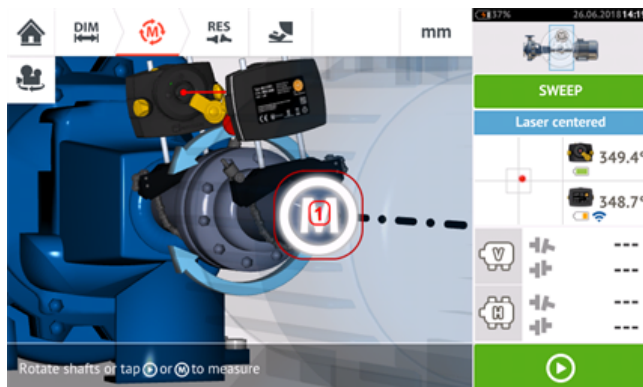 DIM
M
RES
mm
37%
26.06.2018 14:19
SWEEP
Laser centered
349.4°
348.7°
M
1
V
---
---
H
---
---
Rotate shafts or tap or M to measure